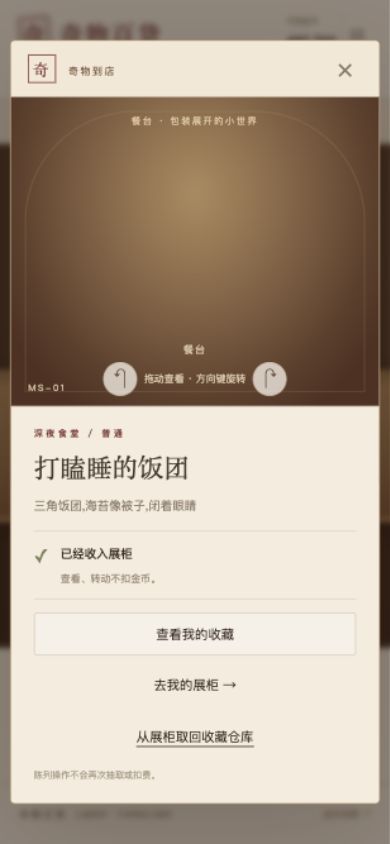 奇物百货
奇 奇物到店
餐台 · 包装展开的小世界
餐台
拖动查看 · 方向键旋转
MS-01
深夜食堂 / 普通
打瞌睡的饭团
三角饭团,海苔像被子,闭着眼睛
已经收入展柜
查看、转动不扣金币。
查看我的收藏
去我的展柜 →
从展柜取回收藏仓库
陈列操作不会再次抽取或扣费。